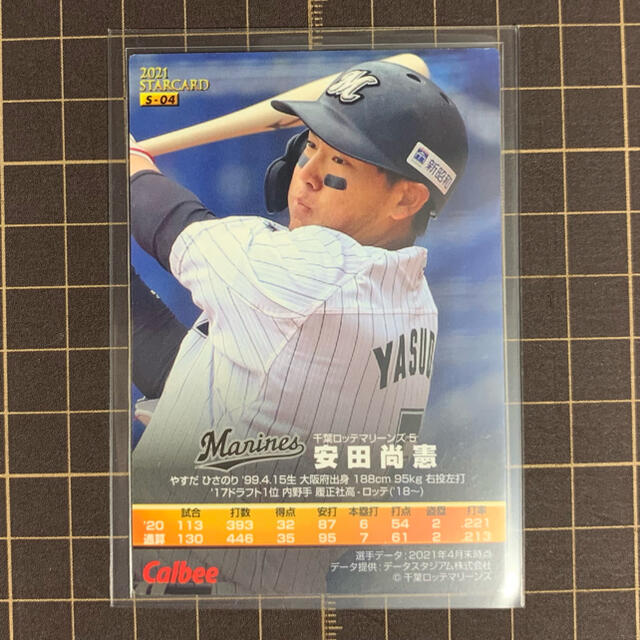 2021
STARCARD
S-04
M
新昭和
YASUD
Marines
千葉ロッテマリーンズ 5
安田尚憲
やすだ ひさのり '99.4.15生 大阪府出身 188cm 95kg 右投左打
'17ドラフト1位 内野手 履正社高-ロッテ('18〜)
試合 打数 得点 安打 本塁打 打点 盗塁 打率
'20 113 393 32 87 6 54 2 .221
通算 130 446 35 95 7 61 2 .213
選手データ:2021年4月末時点
データ提供:データスタジアム株式会社
Calbee
© 千葉ロッテマリーンズ